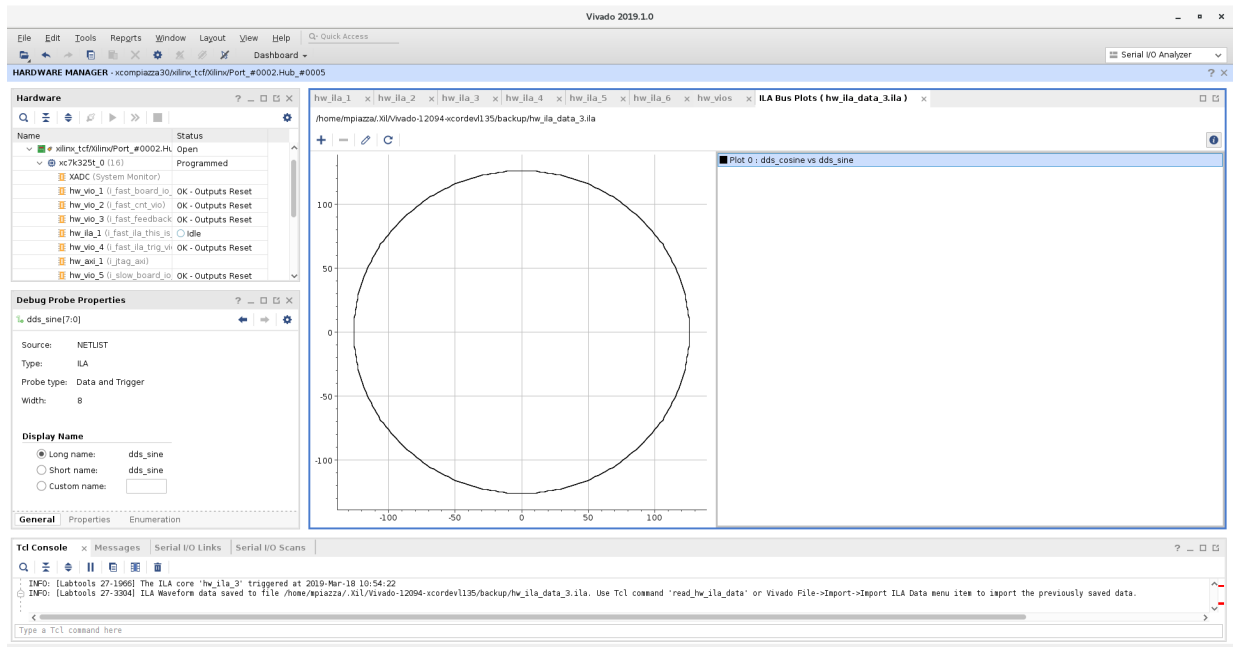 Vivado 2019.1.0
File Edit Tools Reports Window Layout View Help Q- Quick Access
Dashboard
Serial I/O Analyzer
HARDWARE MANAGER - xcompiazza30/xilinx_tcf/Xilinx/Port_#0002.Hub_#0005
Hardware
Name Status
xilinx_tcf/Xilinx/Port_#0002.Hu Open
xc7k325t_0 (16) Programmed
XADC (System Monitor)
hw_vio_1 (i_fast_board_io_ OK - Outputs Reset
hw_vio_2 (i_fast_cnt_vio) OK - Outputs Reset
hw_vio_3 (i_fast_feedback OK - Outputs Reset
hw_ila_1 (i_fast_ila_this_is_ Idle
hw_vio_4 (i_fast_ila_trig_vi OK - Outputs Reset
hw_axi_1 (i_jtag_axi)
hw_vio_5 (i_slow_board_io OK - Outputs Reset
Debug Probe Properties
dds_sine[7:0]
Source: NETLIST
Type: ILA
Probe type: Data and Trigger
Width: 8
Display Name
Long name: dds_sine
Short name: dds_sine
Custom name:
General Properties Enumeration
hw_ila_1 hw_ila_2 hw_ila_3 hw_ila_4 hw_ila_5 hw_ila_6 hw_vios ILA Bus Plots ( hw_ila_data_3.ila )
/home/mpiazza/.Xil/Vivado-12094-xcordevl135/backup/hw_ila_data_3.ila
100
50
0
-50
-100
-100 -50 0 50 100
Plot 0 : dds_cosine vs dds_sine
Tcl Console Messages Serial I/O Links Serial I/O Scans
INFO: [Labtools 27-1966] The ILA core 'hw_ila_3' triggered at 2019-Mar-18 10:54:22
INFO: [Labtools 27-3304] ILA Waveform data saved to file /home/mpiazza/.Xil/Vivado-12094-xcordevl135/backup/hw_ila_data_3.ila. Use Tcl command 'read_hw_ila_data' or Vivado File->Import->Import ILA Data menu item to import the previously saved data.
Type a Tcl command here